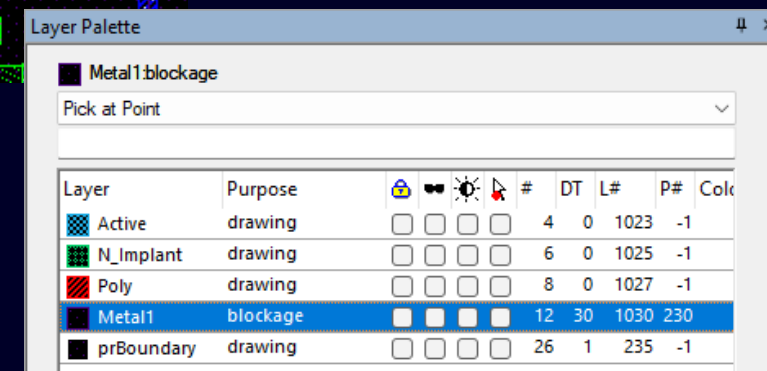 Layer Palette
Metal1:blockage
Pick at Point
Layer Purpose # DT L# P#
Active drawing 4 0 1023 -1
N_Implant drawing 6 0 1025 -1
Poly drawing 8 0 1027 -1
Metal1 blockage 12 30 1030 230
prBoundary drawing 26 1 235 -1